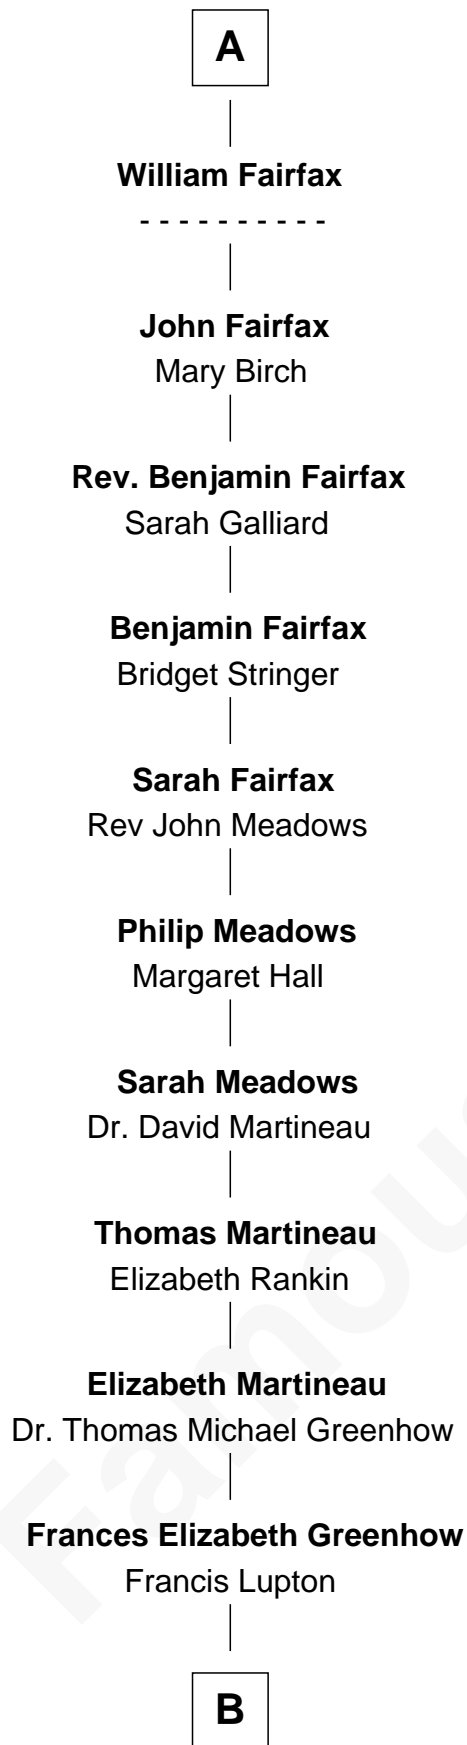 A
William Fairfax
- - - - - - - - - -
John Fairfax
Mary Birch
Rev. Benjamin Fairfax
Sarah Galliard
Benjamin Fairfax
Bridget Stringer
Sarah Fairfax
Rev John Meadows
Philip Meadows
Margaret Hall
Sarah Meadows
Dr. David Martineau
Thomas Martineau
Elizabeth Rankin
Elizabeth Martineau
Dr. Thomas Michael Greenhow
Frances Elizabeth Greenhow
Francis Lupton
B
Famous